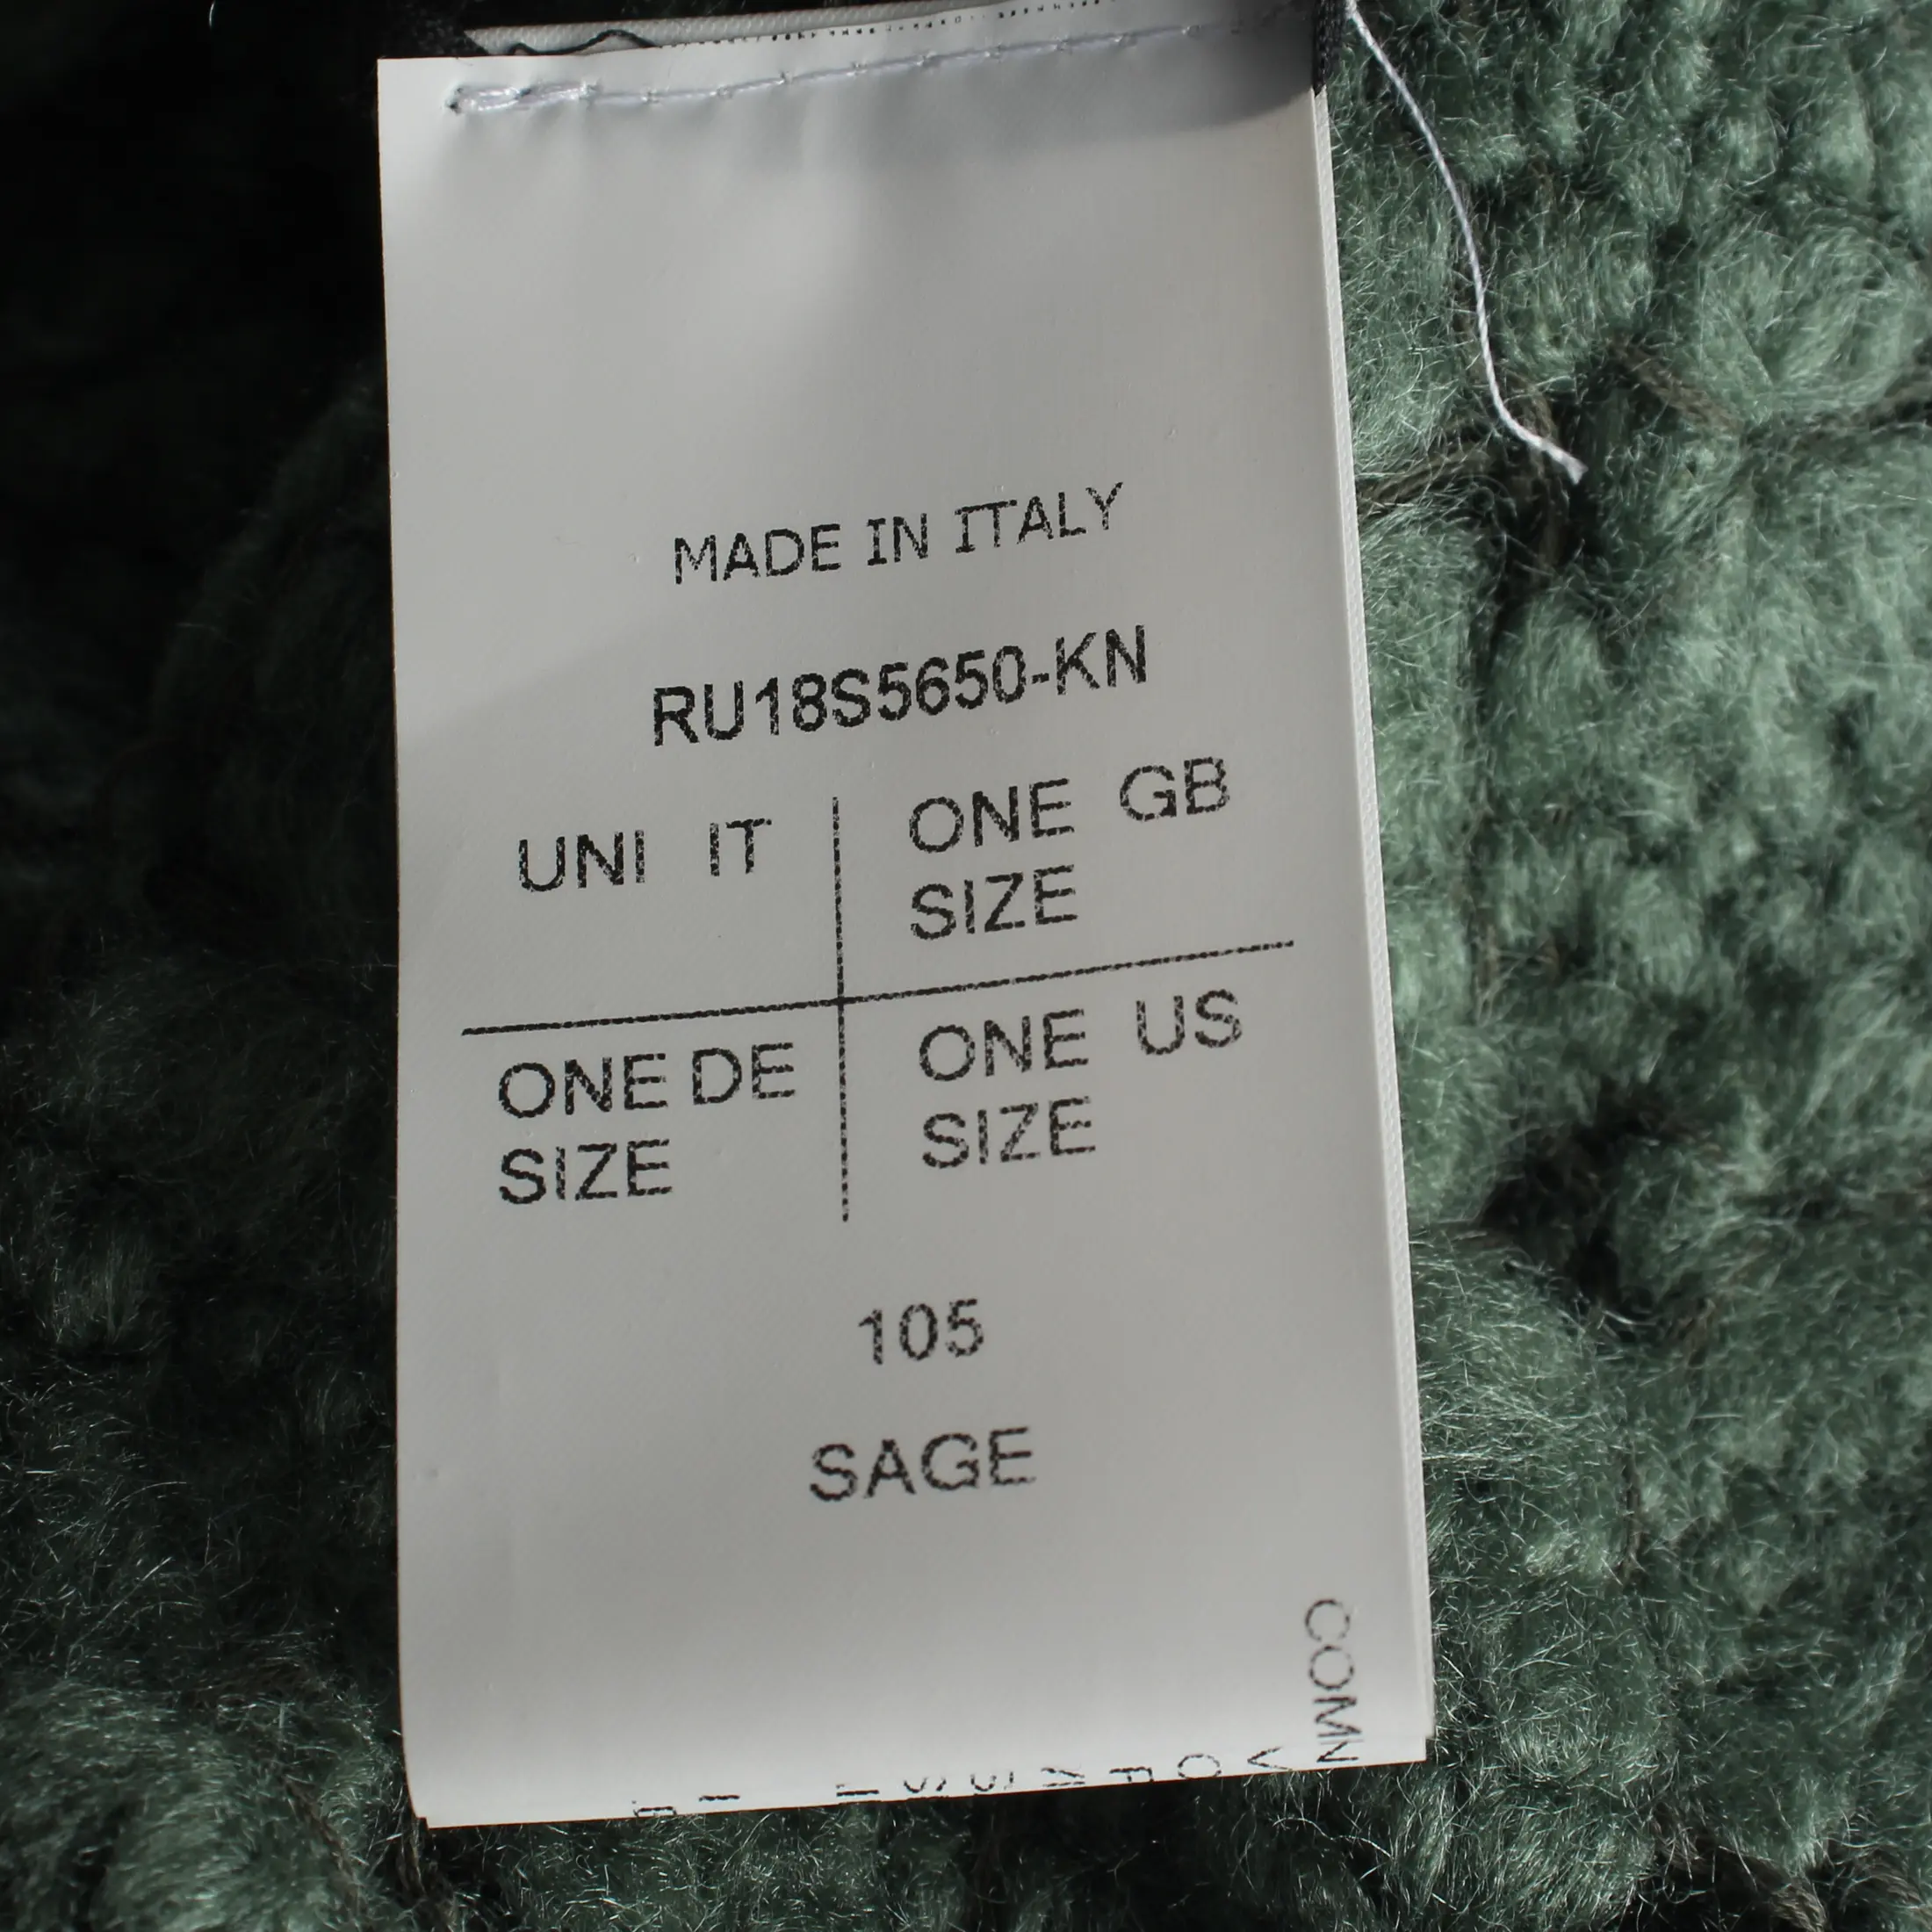 MADE IN ITALY
RU18S5650-KN
UNI IT
ONE GB
SIZE
ONE DE
SIZE
ONE US
SIZE
105
SAGE